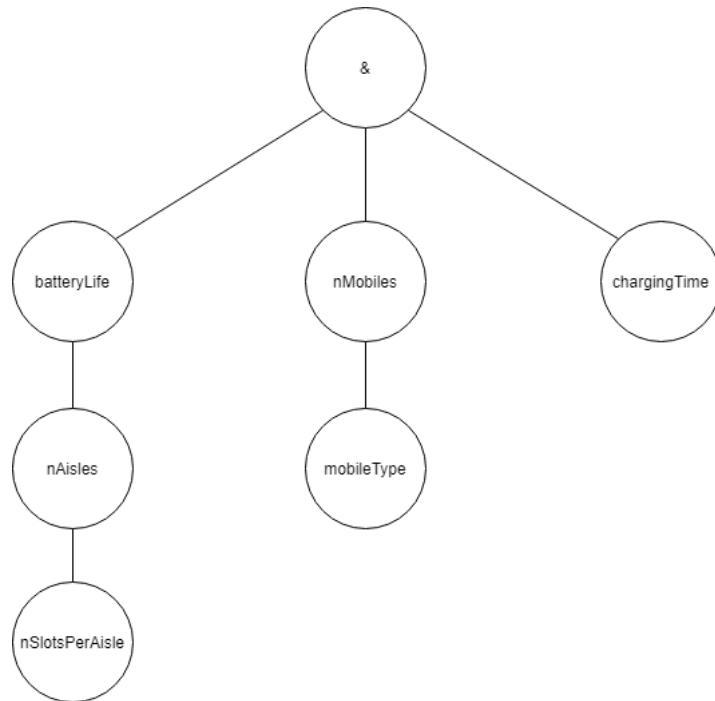 &
batteryLife
nMobiles
chargingTime
nAisles
mobileType
nSlotsPerAisle